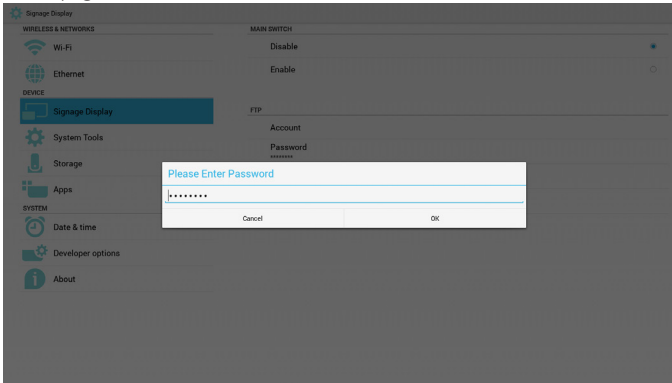 Signage Display
WIRELESS & NETWORKS
Wi-Fi
Ethernet
DEVICE
Signage Display
System Tools
Storage
Apps
SYSTEM
Date & time
Developer options
About
MAIN SWITCH
Disable
Enable
FTP
Account
Password
********
Please Enter Password
........
Cancel
OK